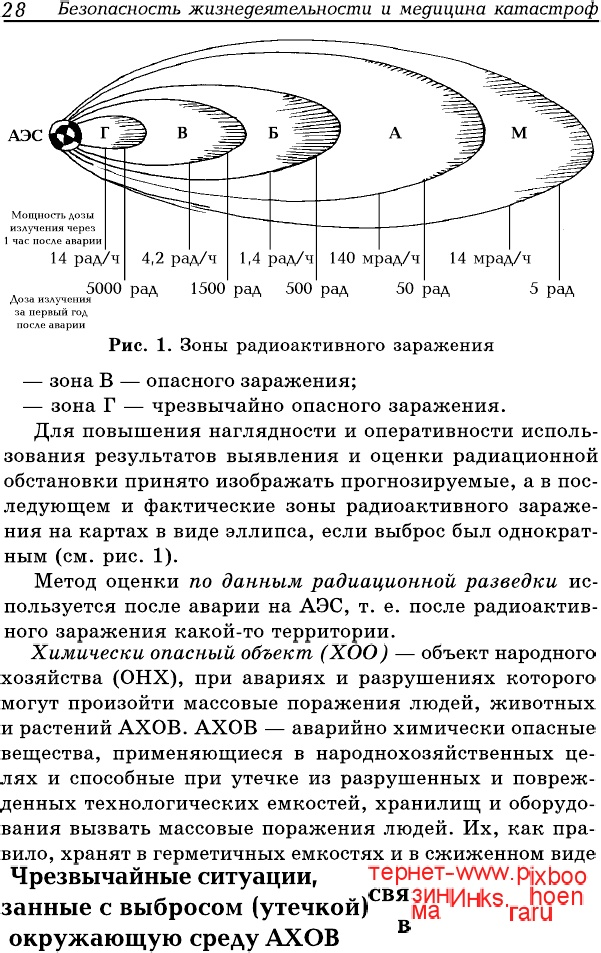 28 Безопасность жизнедеятельности и медицина катастроф
АЭС Г В Б А М
Мощность дозы
излучения через
1 час после аварии
14 рад/ч 4,2 рад/ч 1,4 рад/ч 140 мрад/ч 14 мрад/ч
5000 рад 1500 рад 500 рад 50 рад 5 рад
Доза излучения
за первый год
после аварии
Рис. 1. Зоны радиоактивного заражения
— зона В — опасного заражения;
— зона Г — чрезвычайно опасного заражения.
Для повышения наглядности и оперативности исполь-
зования результатов выявления и оценки радиационной
обстановки принято изображать прогнозируемые, а в пос-
ледующем и фактические зоны радиоактивного зараже-
ния на картах в виде эллипса, если выброс был однократ-
ным (см. рис. 1).
Метод оценки по данным радиационной разведки ис-
пользуется после аварии на АЭС, т. е. после радиоактив-
ного заражения какой-то территории.
Химически опасный объект (ХОО) — объект народного
хозяйства (ОНХ), при авариях и разрушениях которого
могут произойти массовые поражения людей, животных
и растений АХОВ. АХОВ — аварийно химически опасные
вещества, применяющиеся в народнохозяйственных це-
лях и способные при утечке из разрушенных и повреж-
денных технологических емкостей, хранилищ и оборудо-
вания вызвать массовые поражения людей. Их, как пра-
вило, хранят в герметичных емкостях и в сжиженном виде
Чрезвычайные ситуации, свя
занные с выбросом (утечкой) в
окружающую среду АХОВ